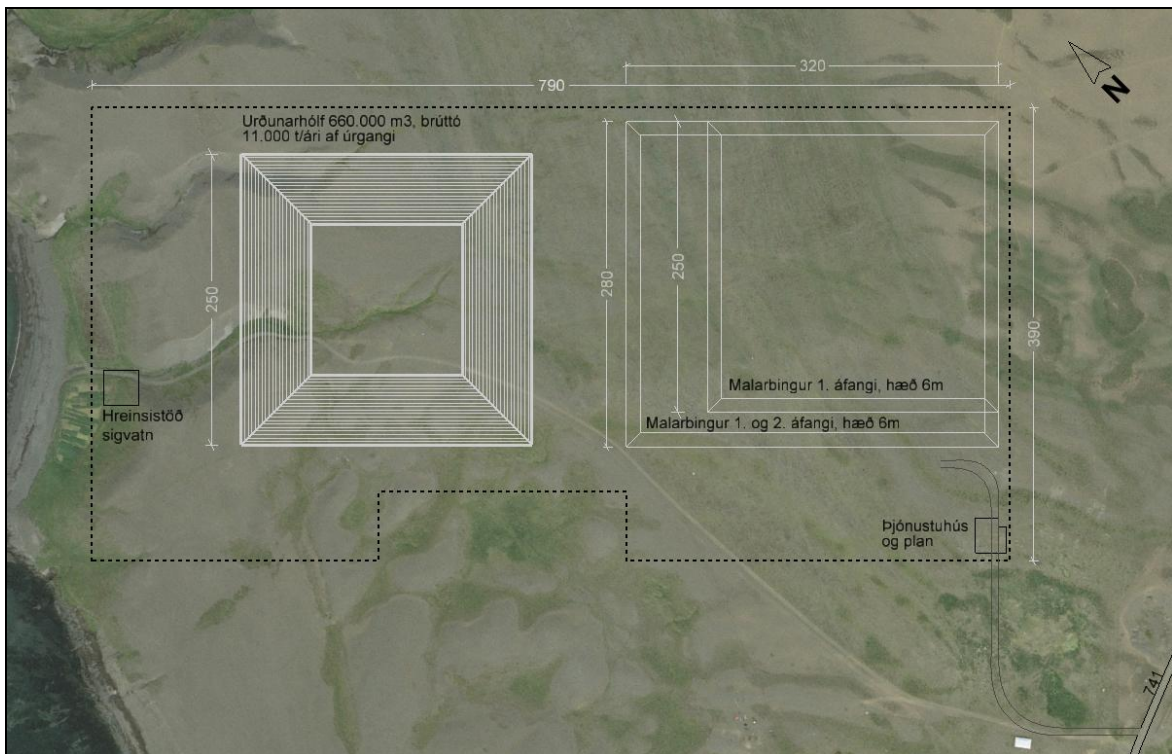 320
790
N
Urðunarhólf 660.000 m3, brúttó
11.000 t/ári af úrgangi
250
280
250
390
Hreinsistöð
sigvatn
Malarbingur 1. áfangi, hæð 6m
Malarbingur 1. og 2. áfangi, hæð 6m
Þjónustuhús
og plan
741